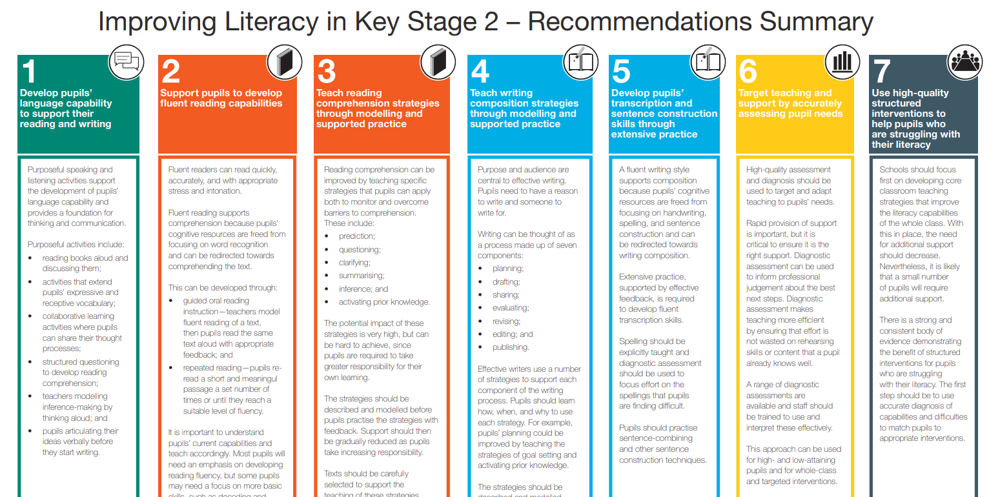 Improving Literacy in Key Stage 2 – Recommendations Summary
1
Develop pupils'
language capability
to support their
reading and writing
Purposeful speaking and
listening activities support
the development of pupils'
language capability and
provides a foundation for
thinking and communication.
Purposeful activities include:
• reading books aloud and
discussing them;
• activities that extend
pupils' expressive and
receptive vocabulary;
• collaborative learning
activities where pupils
can share their thought
processes;
• structured questioning
to develop reading
comprehension;
• teachers modelling
inference-making by
thinking aloud; and
• pupils articulating their
ideas verbally before
they start writing.
2
Support pupils to develop
fluent reading capabilities
Fluent readers can read quickly,
accurately, and with appropriate
stress and intonation.
Fluent reading supports
comprehension because pupils'
cognitive resources are freed from
focusing on word recognition
and can be redirected towards
comprehending the text.
This can be developed through:
• guided oral reading
instruction—teachers model
fluent reading of a text,
then pupils read the same
text aloud with appropriate
feedback; and
• repeated reading—pupils re-
read a short and meaningul
passage a set number of
times or until they reach a
suitable level of fluency.
It is important to understand
pupils' current capabilities and
teach accordingly. Most pupils will
need an emphasis on developing
reading fluency, but some pupils
may need a focus on more basic
skills, such as decoding and
3
Teach reading
comprehension strategies
through modelling and
supported practice
Reading comprehension can be
improved by teaching specific
strategies that pupils can apply
both to monitor and overcome
barriers to comprehension.
These include:
• prediction;
• questioning;
• clarifying;
• summarising;
• inference; and
• activating prior knowledge.
The potential impact of these
strategies is very high, but can
be hard to achieve, since
pupils are required to take
greater responsibility for their
own learning.
The strategies should be
described and modelled before
pupils practise the strategies with
feedback. Support should then
be gradually reduced as pupils
take increasing responsibility.
Texts should be carefully
selected to support the
teaching of these strategies
4
Teach writing
composition strategies
through modelling and
supported practice
Purpose and audience are
central to effective writing.
Pupils need to have a reason
to write and someone to
write for.
Writing can be thought of as
a process made up of seven
components:
• planning;
• drafting;
• sharing;
• evaluating;
• revising;
• editing; and
• publishing.
Effective writers use a number
of strategies to support each
component of the writing
process. Pupils should learn
how, when, and why to use
each strategy. For example,
pupils' planning could be
improved by teaching the
strategies of goal setting and
activating prior knowledge.
The strategies should be
described and modelled
5
Develop pupils'
transcription and
sentence construction
skills through
extensive practice
A fluent writing style
supports composition
because pupils' cognitive
resources are freed from
focusing on handwriting,
spelling, and sentence
construction and can
be redirected towards
writing composition.
Extensive practice,
supported by effective
feedback, is required
to develop fluent
transcription skills.
Spelling should be
explicitly taught and
diagnostic assessment
should be used to
focus effort on the
spellings that pupils
are finding difficult.
Pupils should practise
sentence-combining
and other sentence
construction techniques.
6
Target teaching and
support by accurately
assessing pupil needs
High-quality assessment
and diagnosis should be
used to target and adapt
teaching to pupils' needs.
Rapid provision of support
is important, but it is
critical to ensure it is the
right support. Diagnostic
assessment can be used
to inform professional
judgement about the best
next steps. Diagnostic
assessment makes
teaching more efficient
by ensuring that effort is
not wasted on rehearsing
skills or content that a pupil
already knows well.
A range of diagnostic
assessments are
available and staff should
be trained to use and
interpret these effectively.
This approach can be used
for high- and low-attaining
pupils and for whole-class
and targeted interventions.
7
Use high-quality
structured
interventions to
help pupils who
are struggling with
their literacy
Schools should focus
first on developing core
classroom teaching
strategies that improve
the literacy capabilities
of the whole class. With
this in place, the need
for additional support
should decrease.
Nevertheless, it is likely
that a small number
of pupils will require
additional support.
There is a strong and
consistent body of
evidence demonstrating
the benefit of structured
interventions for pupils
who are struggling
with their literacy. The first
step should be to use
accurate diagnosis of
capabilities and difficulties
to match pupils to
appropriate interventions.